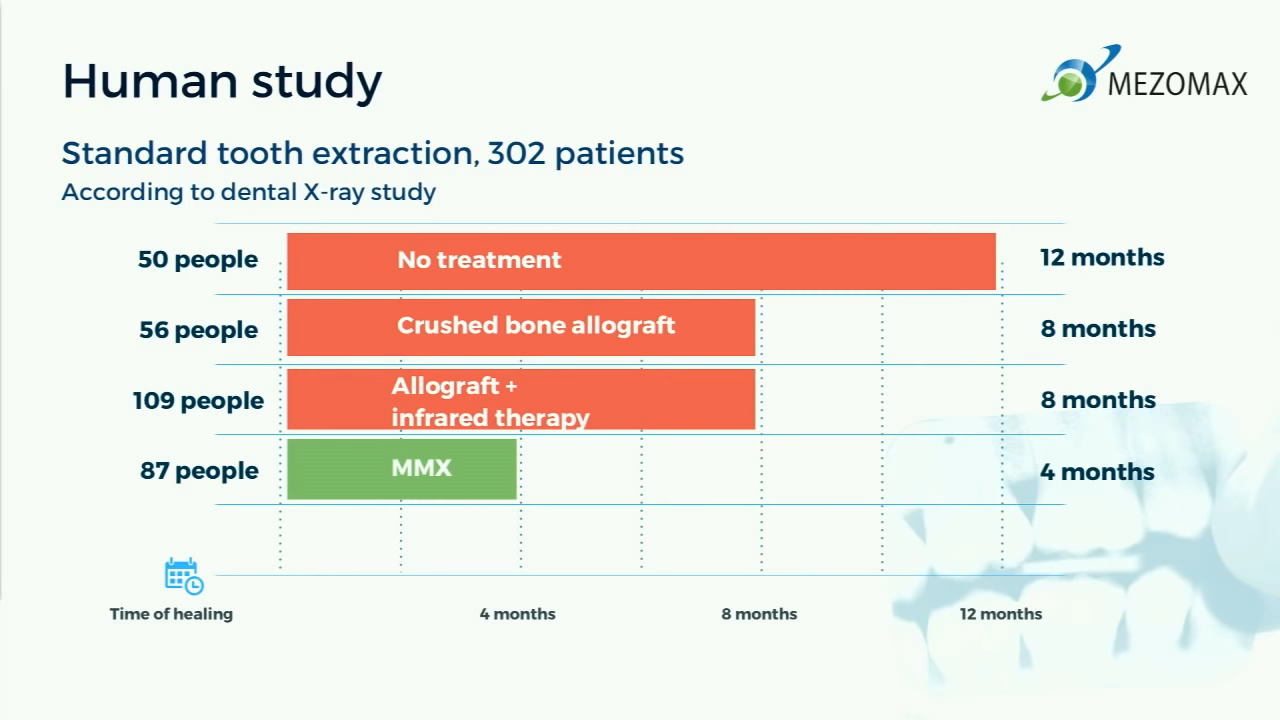 Human study
MEZOMAX
Standard tooth extraction, 302 patients
According to dental X-ray study
50 people
No treatment
12 months
56 people
Crushed bone allograft
8 months
109 people
Allograft +
infrared therapy
8 months
87 people
MMX
4 months
Time of healing
4 months
8 months
12 months